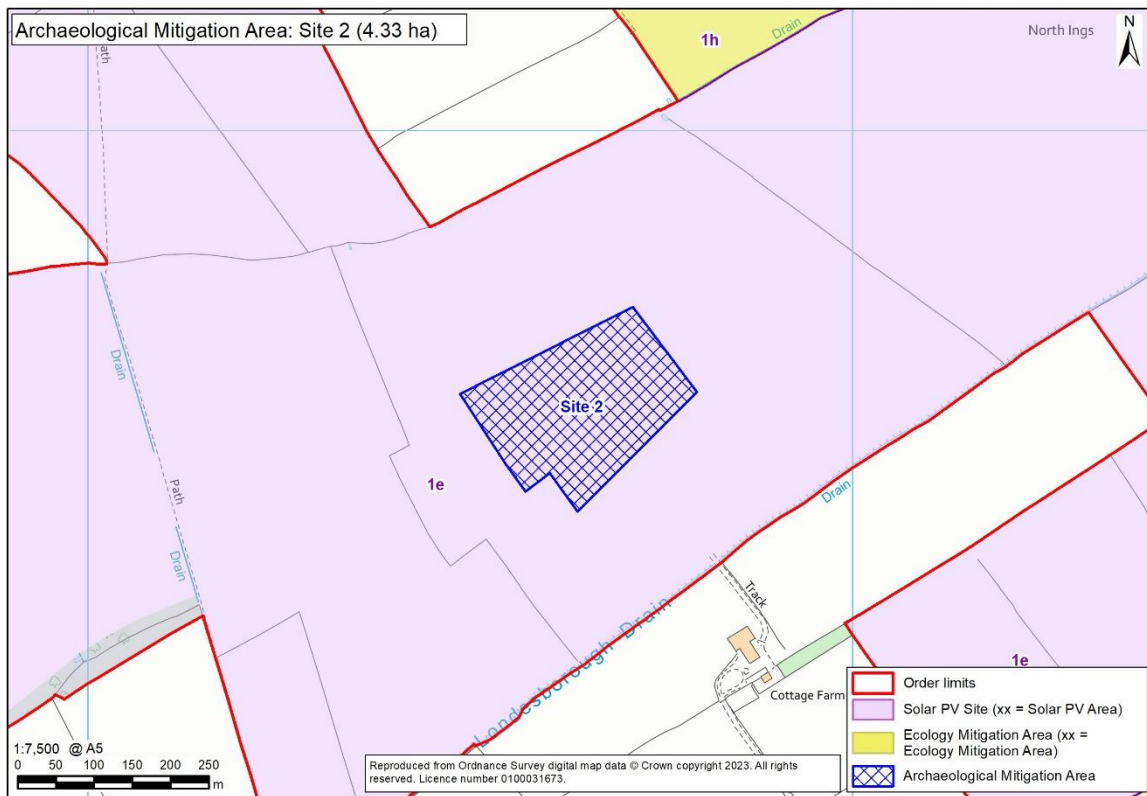 Archaeological Mitigation Area: Site 2 (4.33 ha)
Path
1h
Drain
North Ings
N
Drain
Site 2
1e
Path
Drain
Drain
Londesborough Drain
Track
1e
Cottage Farm
1:7,500 @ A5
0 50 100 150 200 250
m
Reproduced from Ordnance Survey digital map data © Crown copyright 2023. All rights
reserved. Licence number 0100031673.
Order limits
Solar PV Site (xx = Solar PV Area)
Ecology Mitigation Area (xx =
Ecology Mitigation Area)
Archaeological Mitigation Area